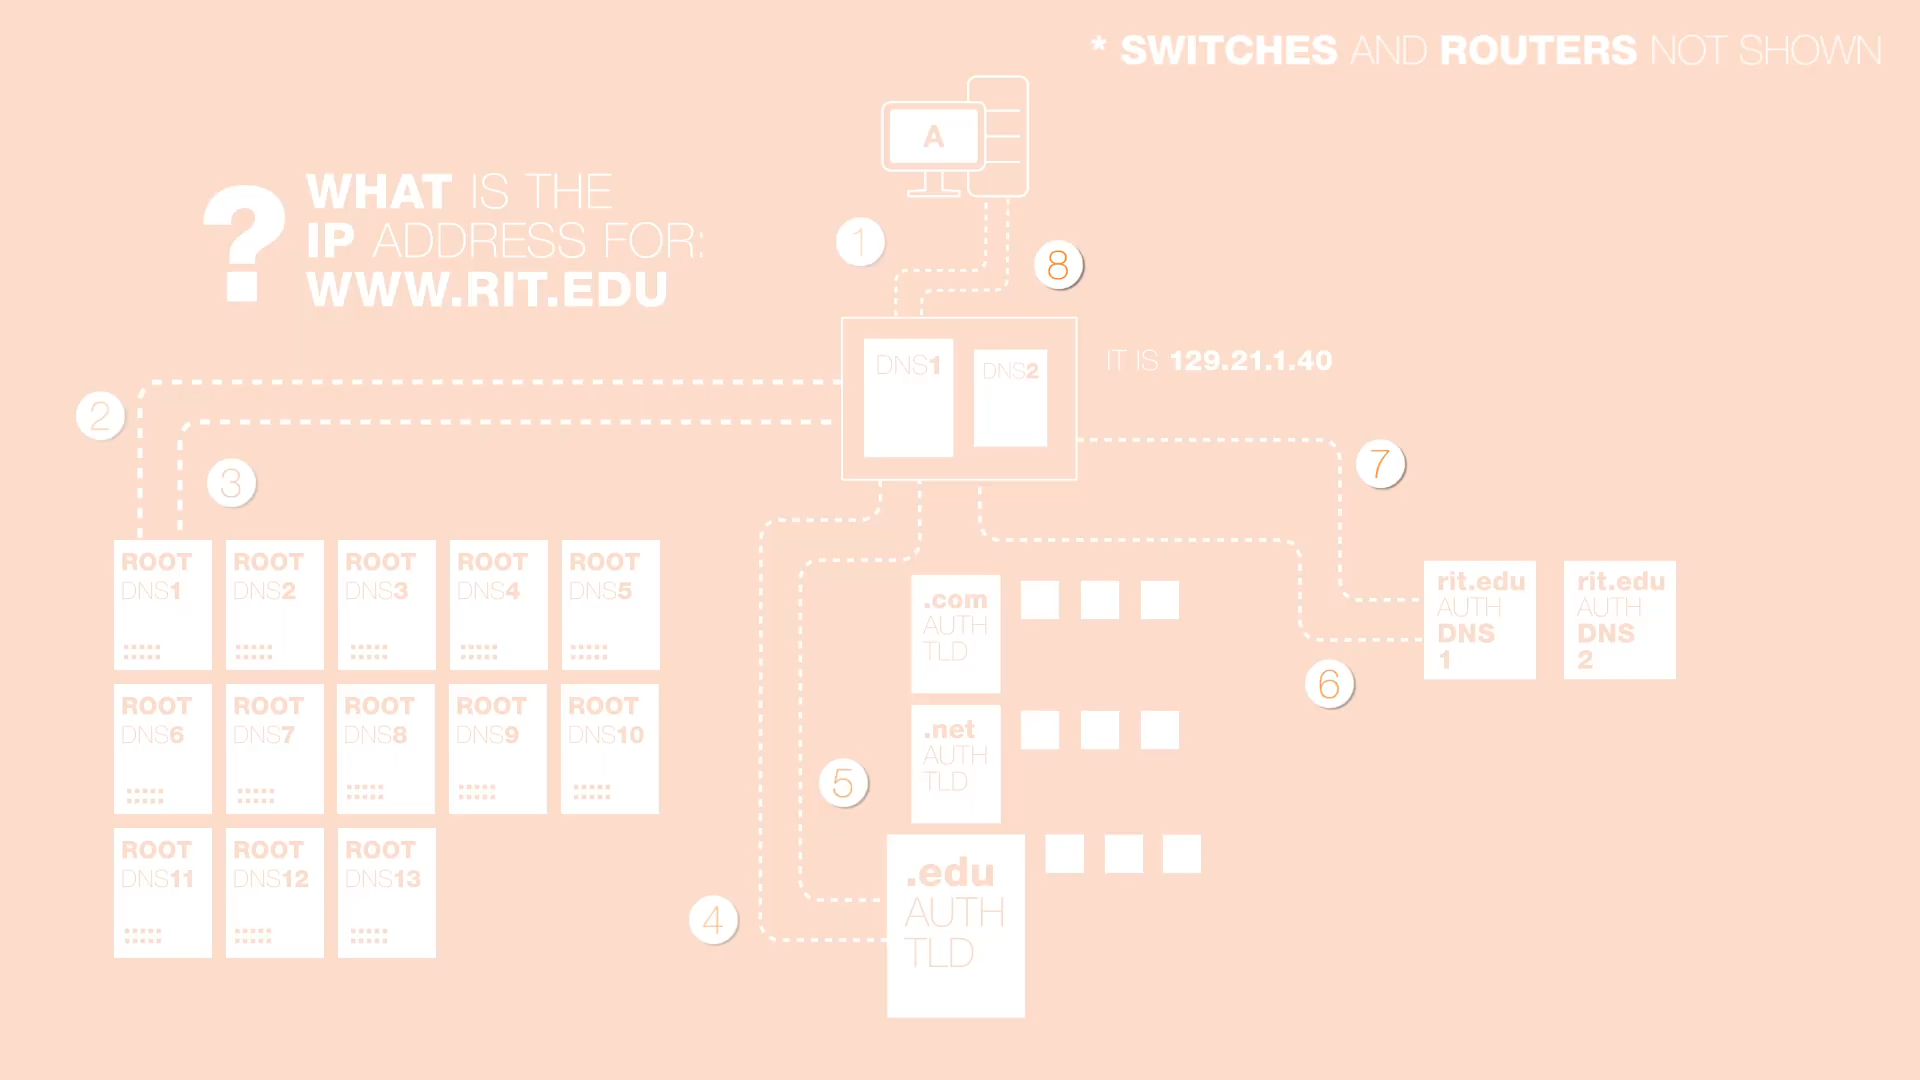 * SWITCHES AND ROUTERS NOT SHOWN
A
? WHAT IS THE
IP ADDRESS FOR:
WWW.RIT.EDU
1
8
DNS1
DNS2
IT IS 129.21.1.40
2
3
7
ROOT
DNS1
ROOT
DNS2
ROOT
DNS3
ROOT
DNS4
ROOT
DNS5
ROOT
DNS6
ROOT
DNS7
ROOT
DNS8
ROOT
DNS9
ROOT
DNS10
ROOT
DNS11
ROOT
DNS12
ROOT
DNS13
.com
AUTH
TLD
.net
AUTH
TLD
5
.edu
AUTH
TLD
4
rit.edu
AUTH
DNS
1
rit.edu
AUTH
DNS
2
6